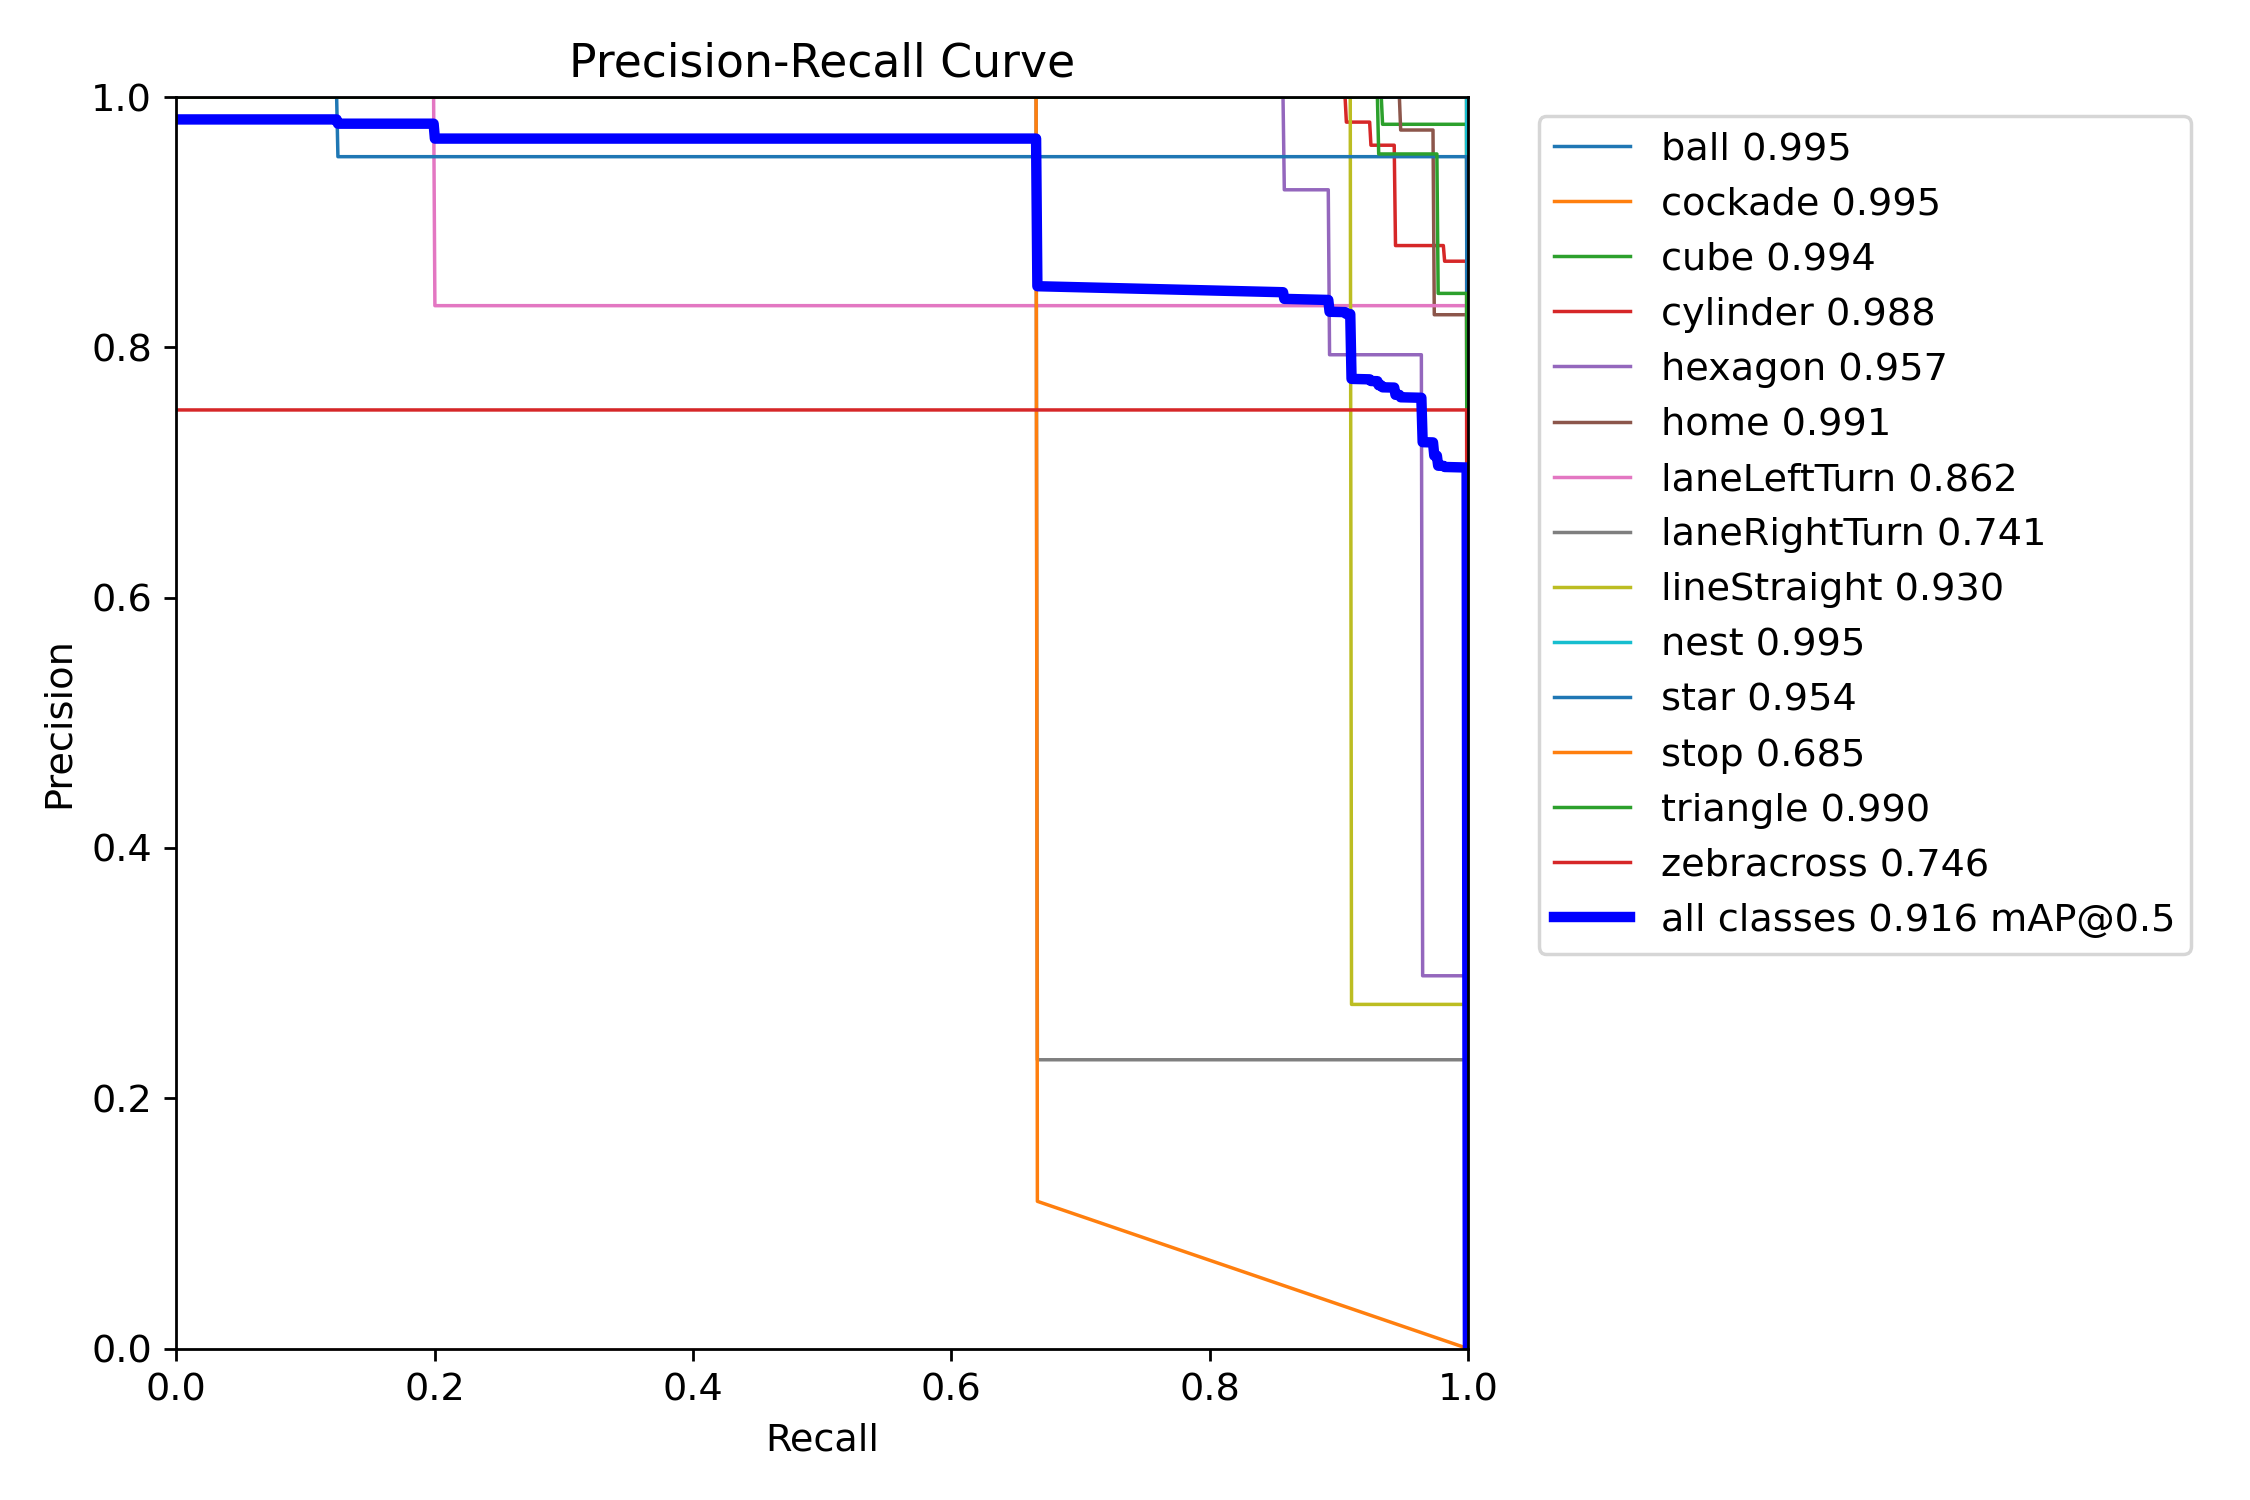 Precision-Recall Curve
1.0
0.8
0.6
0.4
0.2
0.0
Precision
0.0 0.2 0.4 0.6 0.8 1.0
Recall
ball 0.995
cockade 0.995
cube 0.994
cylinder 0.988
hexagon 0.957
home 0.991
laneLeftTurn 0.862
laneRightTurn 0.741
lineStraight 0.930
nest 0.995
star 0.954
stop 0.685
triangle 0.990
zebracross 0.746
all classes 0.916 mAP@0.5